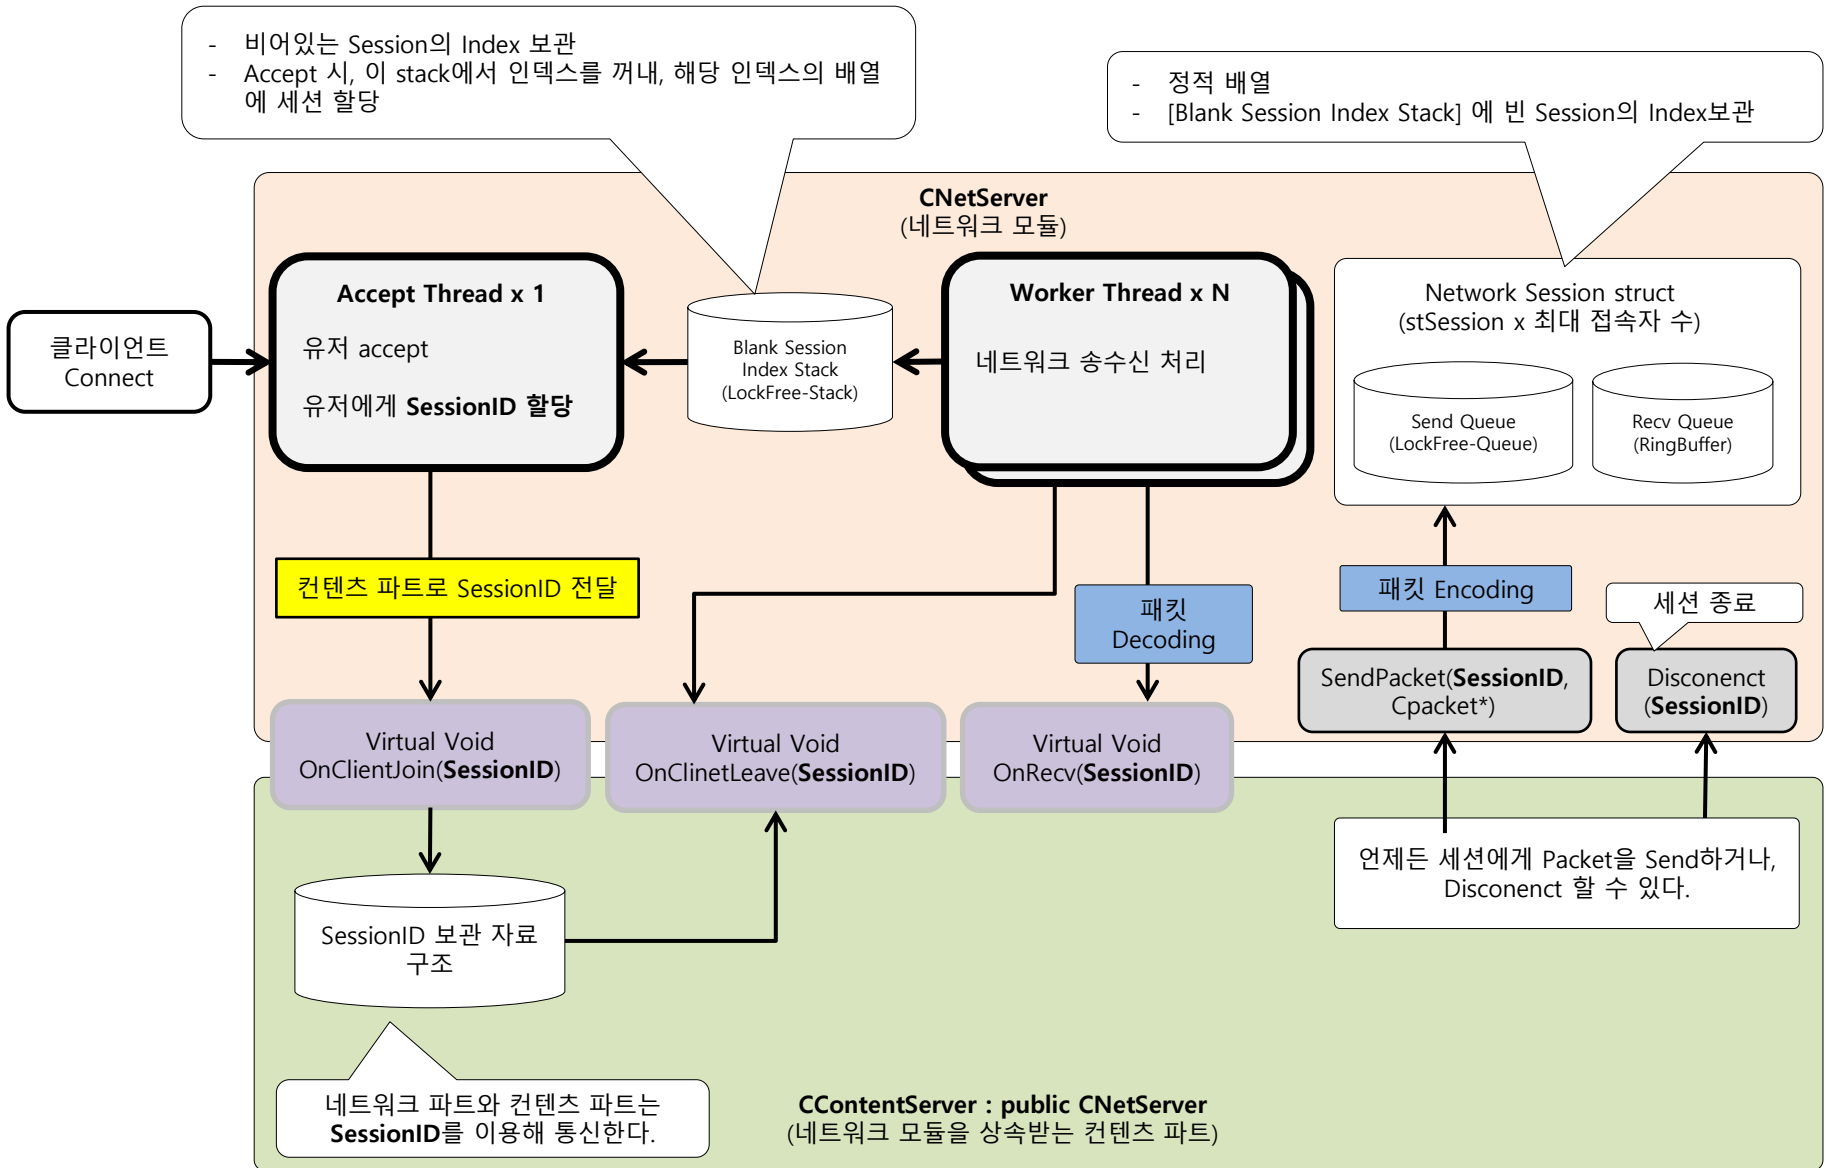 - 비어있는 Session의 Index 보관
- Accept 시, 이 stack에서 인덱스를 꺼내, 해당 인덱스의 배열
에 세션 할당
- 정적 배열
- [Blank Session Index Stack] 에 빈 Session의 Index보관
CNetServer
(네트워크 모듈)
클라이언트
Connect
Accept Thread x 1
유저 accept
유저에게 SessionID 할당
Blank Session
Index Stack
(LockFree-Stack)
Worker Thread x N
네트워크 송수신 처리
Network Session struct
(stSession x 최대 접속자 수)
Send Queue
(LockFree-Queue)
Recv Queue
(RingBuffer)
컨텐츠 파트로 SessionID 전달
패킷
Decoding
패킷 Encoding
세션 종료
SendPacket(SessionID,
Cpacket*)
Disconenct
(SessionID)
Virtual Void
OnClientJoin(SessionID)
Virtual Void
OnClinetLeave(SessionID)
Virtual Void
OnRecv(SessionID)
언제든 세션에게 Packet을 Send하거나,
Disconenct 할 수 있다.
SessionID 보관 자료
구조
네트워크 파트와 컨텐츠 파트는
SessionID를 이용해 통신한다.
CContentServer : public CNetServer
(네트워크 모듈을 상속받는 컨텐츠 파트)